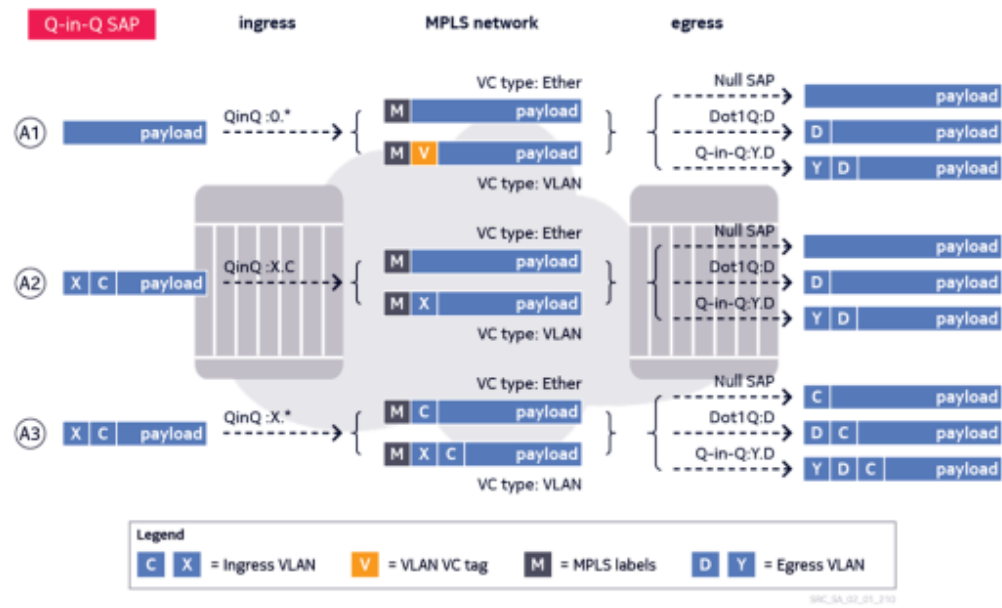 Q-in-Q SAP ingress MPLS network egress
VC type: Ether
Null SAP
payload
A1 payload QinQ :0.* M payload Dot1Q:D D payload
M V payload Q-in-Q:Y.D Y D payload
VC type: VLAN
VC type: Ether
Null SAP
payload
A2 X C payload QinQ :X.C M payload Dot1Q:D D payload
M X payload Q-in-Q:Y.D Y D payload
VC type: VLAN
VC type: Ether
Null SAP
C payload
A3 X C payload QinQ :X.* M C payload Dot1Q:D D C payload
M X C payload Q-in-Q:Y.D Y D C payload
VC type: VLAN
Legend
C X = Ingress VLAN V = VLAN VC tag M = MPLS labels D Y = Egress VLAN